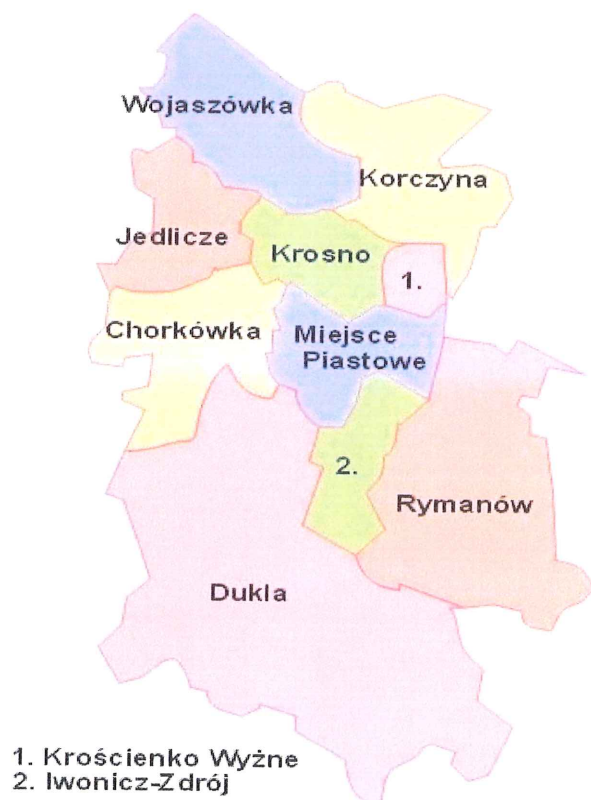 Wojaszówka
Korczyna
Jedlicze
Krosno
1.
Chorkówka
Miejsce
Piastowe
2.
Rymanów
Dukla
1. Krościenko Wyżne
2. Iwonicz-Zdrój